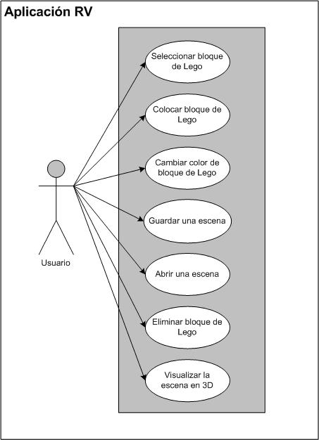 Aplicación RV
Seleccionar bloque
de Lego
Colocar bloque de
Lego
Cambiar color de
bloque de Lego
Guardar una escena
Usuario
Abrir una escena
Eliminar bloque de
Lego
Visualizar la
escena en 3D